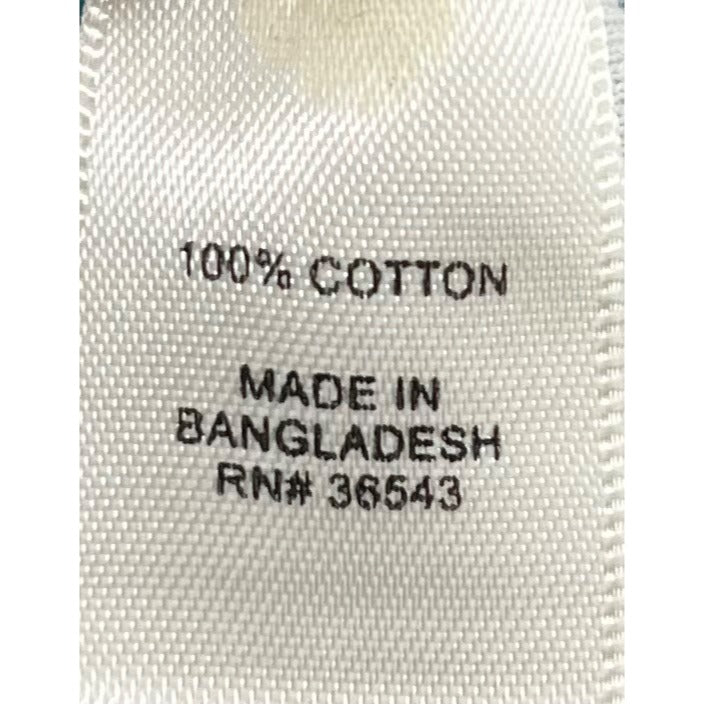 100% COTTON
MADE IN
BANGLADESH
RN# 36543